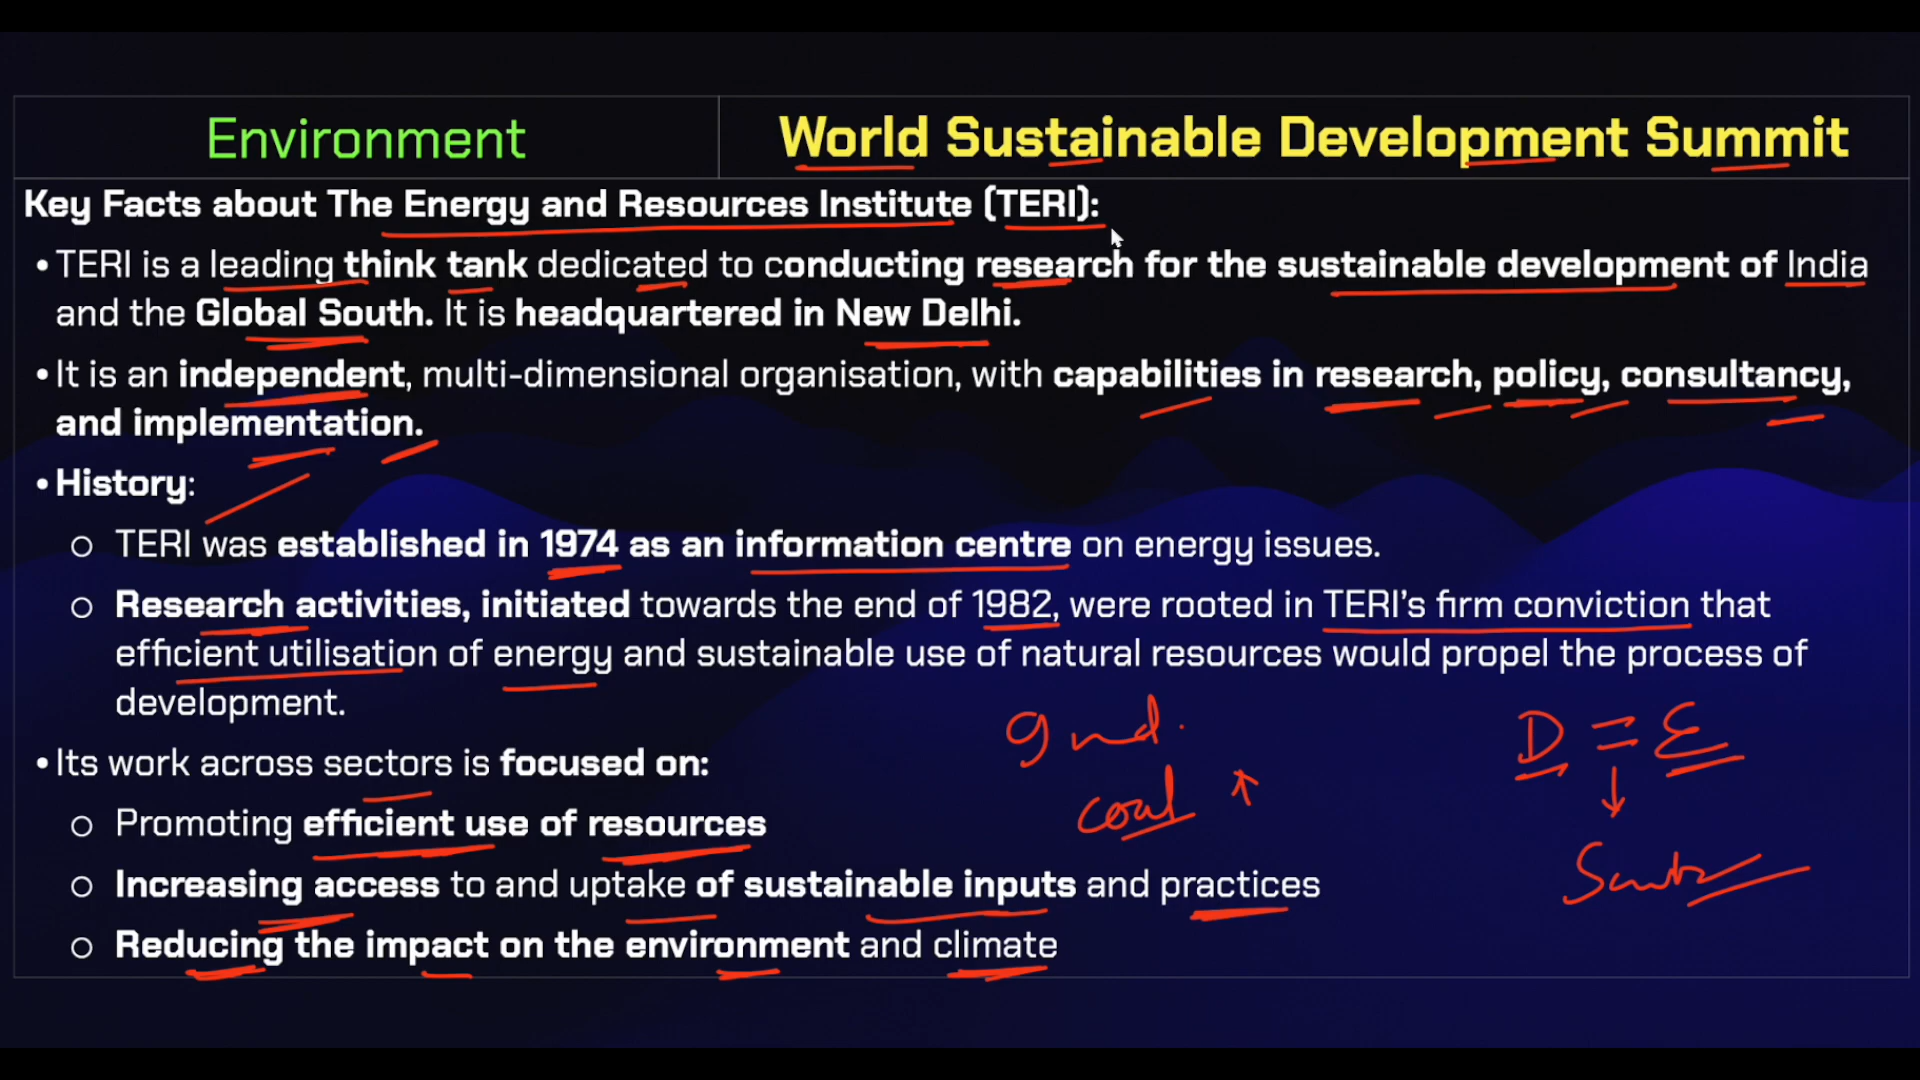 Environment
World Sustainable Development Summit
Key Facts about The Energy and Resources Institute (TERI):
• TERI is a leading think tank dedicated to conducting research for the sustainable development of India
and the Global South. It is headquartered in New Delhi.
• It is an independent, multi-dimensional organisation, with capabilities in research, policy, consultancy,
and implementation.
• History:
○ TERI was established in 1974 as an information centre on energy issues.
○ Research activities, initiated towards the end of 1982, were rooted in TERI's firm conviction that
efficient utilisation of energy and sustainable use of natural resources would propel the process of
development.
• Its work across sectors is focused on:
○ Promoting efficient use of resources
○ Increasing access to and uptake of sustainable inputs and practices
○ Reducing the impact on the environment and climate
Ind.
coal ↑
D = E
↓